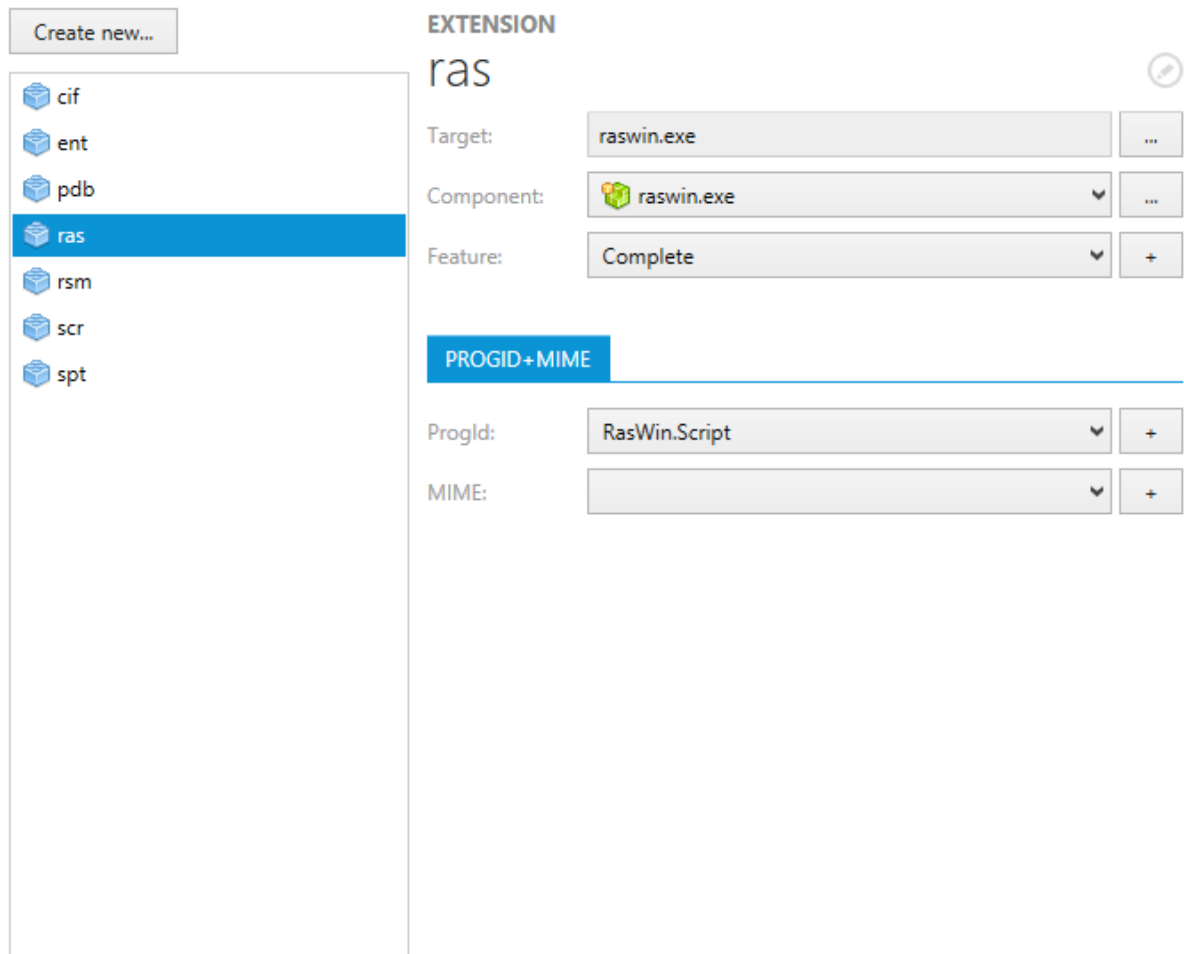 Create new...
cif
ent
pdb
ras
rsm
scr
spt
EXTENSION
ras
Target: raswin.exe ...
Component: raswin.exe ...
Feature: Complete +
PROGID+MIME
ProgId: RasWin.Script +
MIME: +